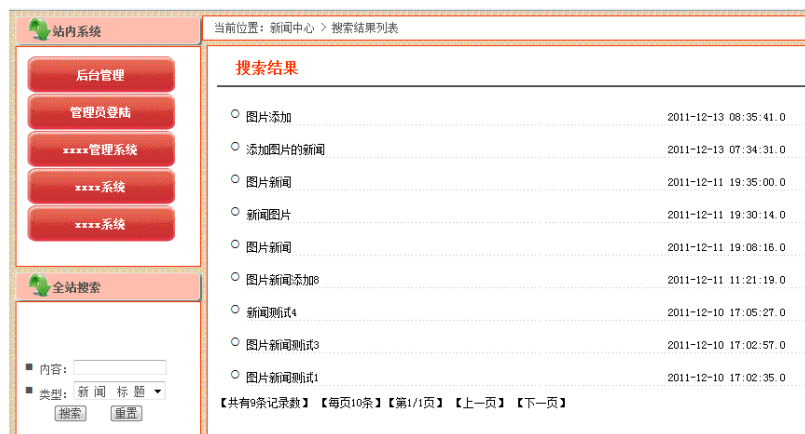 站内系统
当前位置：新闻中心 > 搜索结果列表
后台管理
管理员登陆
xxxx管理系统
xxxx系统
xxxx系统
搜索结果
图片添加 2011-12-13 08:35:41.0
添加图片的新闻 2011-12-13 07:34:31.0
图片新闻 2011-12-11 19:35:00.0
新闻图片 2011-12-11 19:30:14.0
图片新闻 2011-12-11 19:08:16.0
图片新闻添加8 2011-12-11 11:21:19.0
新闻测试4 2011-12-10 17:05:27.0
图片新闻测试3 2011-12-10 17:02:57.0
图片新闻测试1 2011-12-10 17:02:35.0
【共有9条记录数】 【每页10条】【第1/1页】 【上一页】 【下一页】
全站搜索
内容：
类型： 新闻 标题
搜索 重置